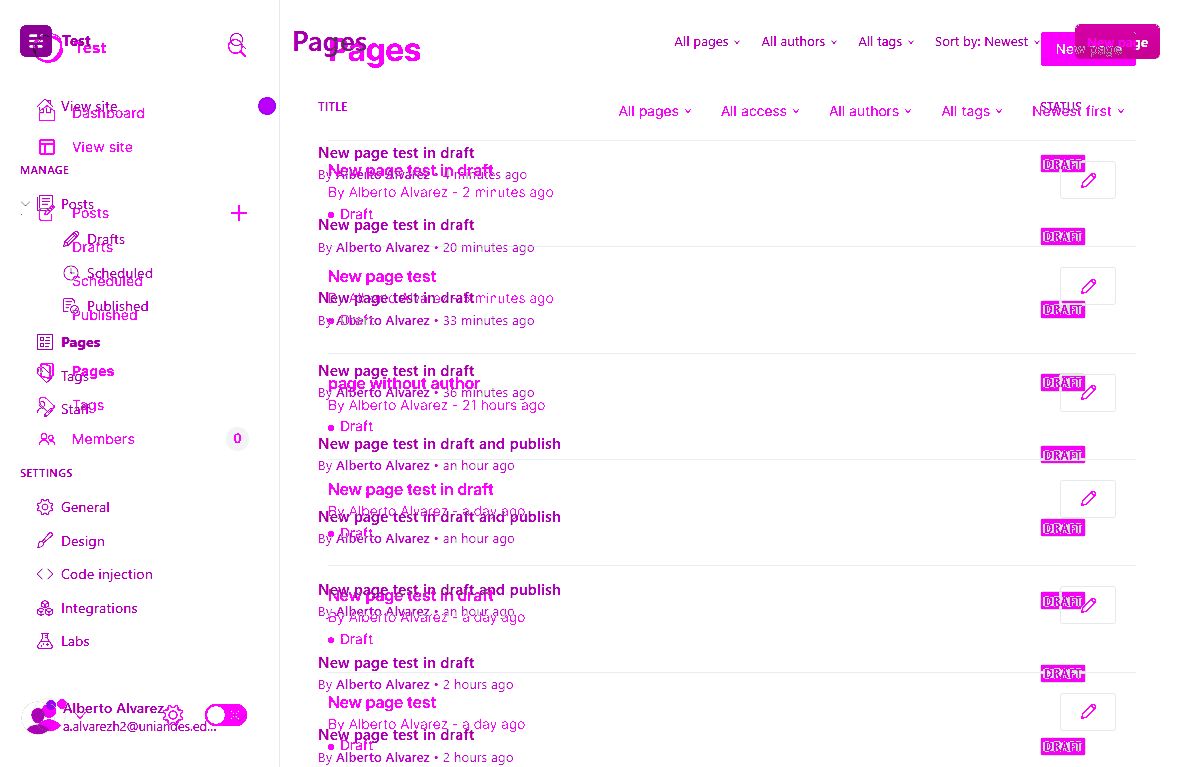 Test
Test
Pages
Pages
All pages
All authors
All tags
Sort by: Newest
New page
New page
View site
Dashboard
TITLE
STATUS
All pages
All access
All authors
All tags
Newest first
View site
New page test in draft
DRAFT
MANAGE
New page test in draft
By Alberto Alvarez • 4 minutes ago
By Alberto Alvarez - 2 minutes ago
Posts
Posts
Draft
New page test in draft
DRAFT
Drafts
Drafts
By Alberto Alvarez • 20 minutes ago
Scheduled
Scheduled
New page test
New page test in draft
By Alberto Alvarez - 5 minutes ago
DRAFT
Published
Published
By Alberto Alvarez • 33 minutes ago
Draft
Pages
Pages
New page test in draft
Tags
page without author
DRAFT
By Alberto Alvarez • 36 minutes ago
Tags
Staff
By Alberto Alvarez - 21 hours ago
Draft
Members
0
New page test in draft and publish
DRAFT
By Alberto Alvarez • an hour ago
SETTINGS
New page test in draft
General
By Alberto Alvarez - a day ago
New page test in draft and publish
DRAFT
Draft
Design
By Alberto Alvarez • an hour ago
Code injection
New page test in draft and publish
New page test in draft
DRAFT
Integrations
By Alberto Alvarez • an hour ago
By Alberto Alvarez - a day ago
Labs
Draft
New page test in draft
DRAFT
By Alberto Alvarez • 2 hours ago
Alberto Alvarez
New page test
a.alvarezh2@uniandes.ed...
By Alberto Alvarez - a day ago
New page test in draft
DRAFT
Draft
By Alberto Alvarez • 2 hours ago